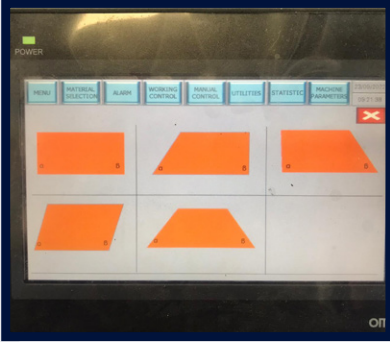 POWER
MENU
MATERIAL
SELECTION
ALARM
WORKING
CONTROL
MANUAL
CONTROL
UTILITIES
STATISTIC
MACHINE
PARAMETERS